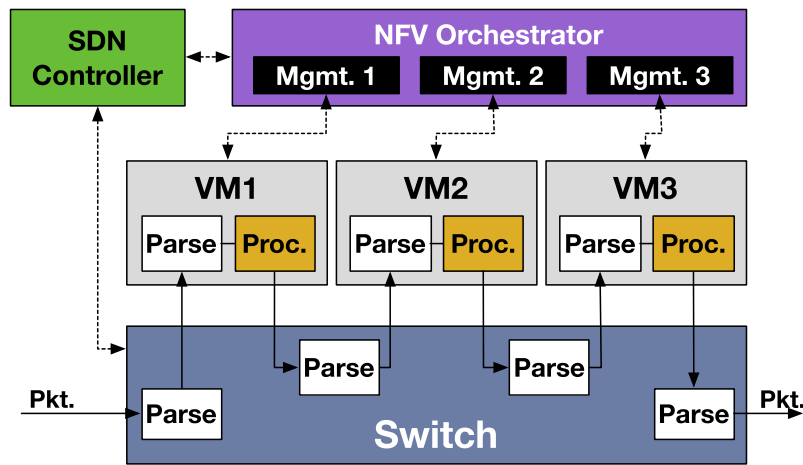 SDN
Controller
NFV Orchestrator
Mgmt. 1
Mgmt. 2
Mgmt. 3
VM1
VM2
VM3
Parse
Proc.
Parse
Proc.
Parse
Proc.
Parse
Parse
Pkt.
Parse
Parse
Pkt.
Switch